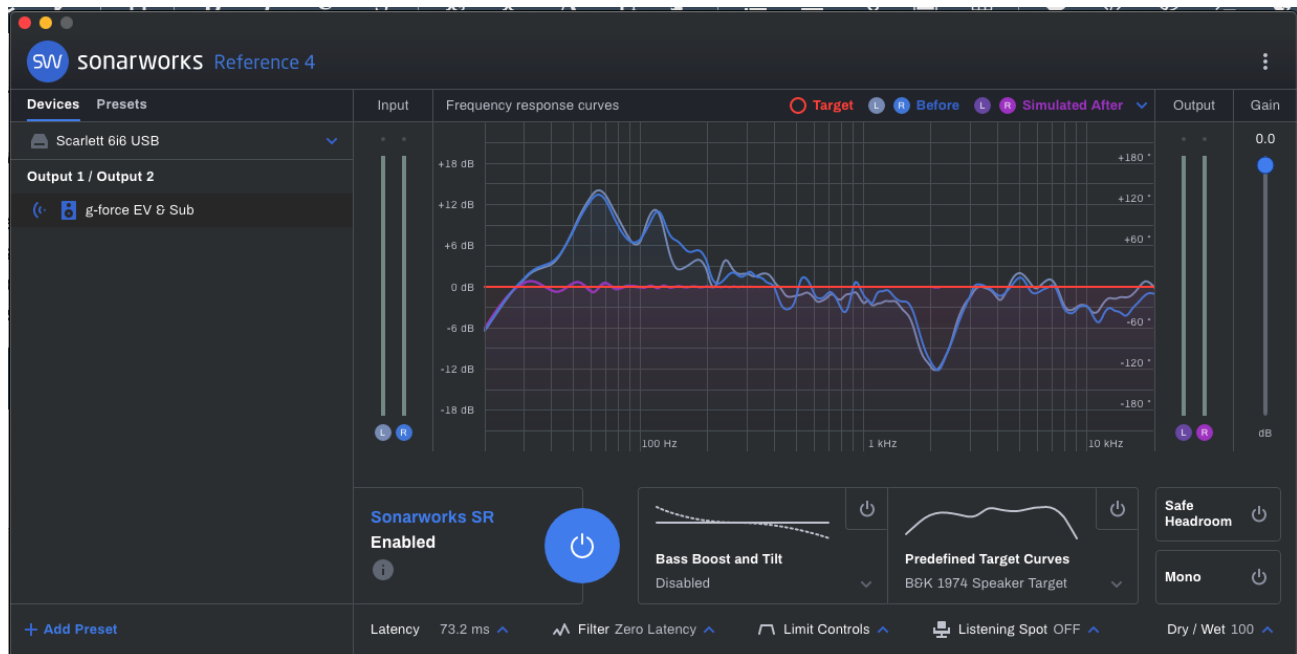 SW sonarworks Reference 4
Devices Presets
Input
Frequency response curves
Target L R Before L R Simulated After
Output
Gain
Scarlett 6i6 USB
0.0
Output 1 / Output 2
g-force EV & Sub
+18 dB
+12 dB
+6 dB
0 dB
-6 dB
-12 dB
-18 dB
+180 °
+120 °
+60 °
-60 °
-120 °
-180 °
L R
100 Hz 1 kHz 10 kHz
L R
dB
Sonarworks SR
Enabled
i
Bass Boost and Tilt
Disabled
Predefined Target Curves
B&K 1974 Speaker Target
Safe
Headroom
Mono
+ Add Preset
Latency 73.2 ms
Filter Zero Latency
Limit Controls
Listening Spot OFF
Dry / Wet 100